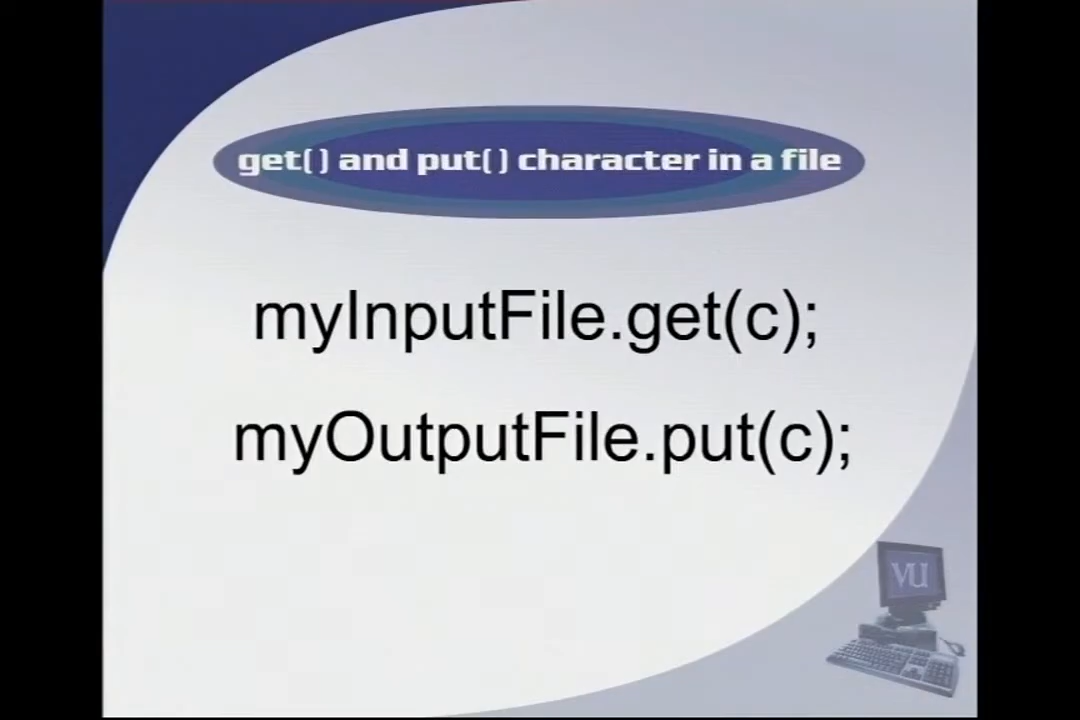 get( ) and put( ) character in a file
myInputFile.get(c);
myOutputFile.put(c);
VU